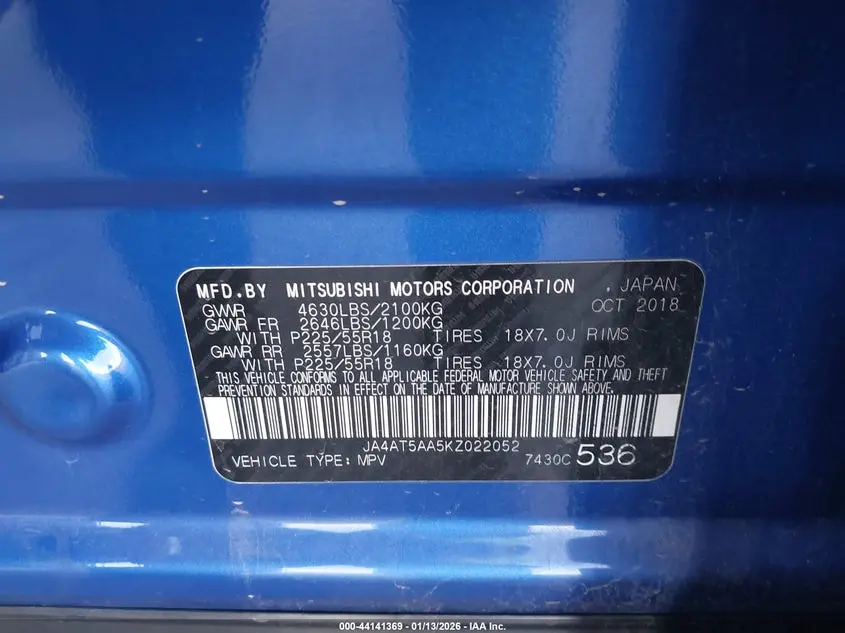 MFD.BY MITSUBISHI MOTORS CORPORATION . JAPAN
GVWR 4630LBS/2100KG OCT 2018
GAWR FR 2646LBS/1200KG
WITH P225/55R18 TIRES 18X7.0J RIMS
GAWR RR 2557LBS/1160KG
WITH P225/55R18 TIRES 18X7.0J RIMS
THIS VEHICLE CONFORMS TO ALL APPLICABLE FEDERAL MOTOR VEHICLE SAFETY AND THEFT
PREVENTION STANDARDS IN EFFECT ON THE DATE OF MANUFACTURE SHOWN ABOVE.
JA4AT5AA5KZ022052
VEHICLE TYPE: MPV 7430C 536
000-44141369 - 01/13/2026 - IAA Inc.